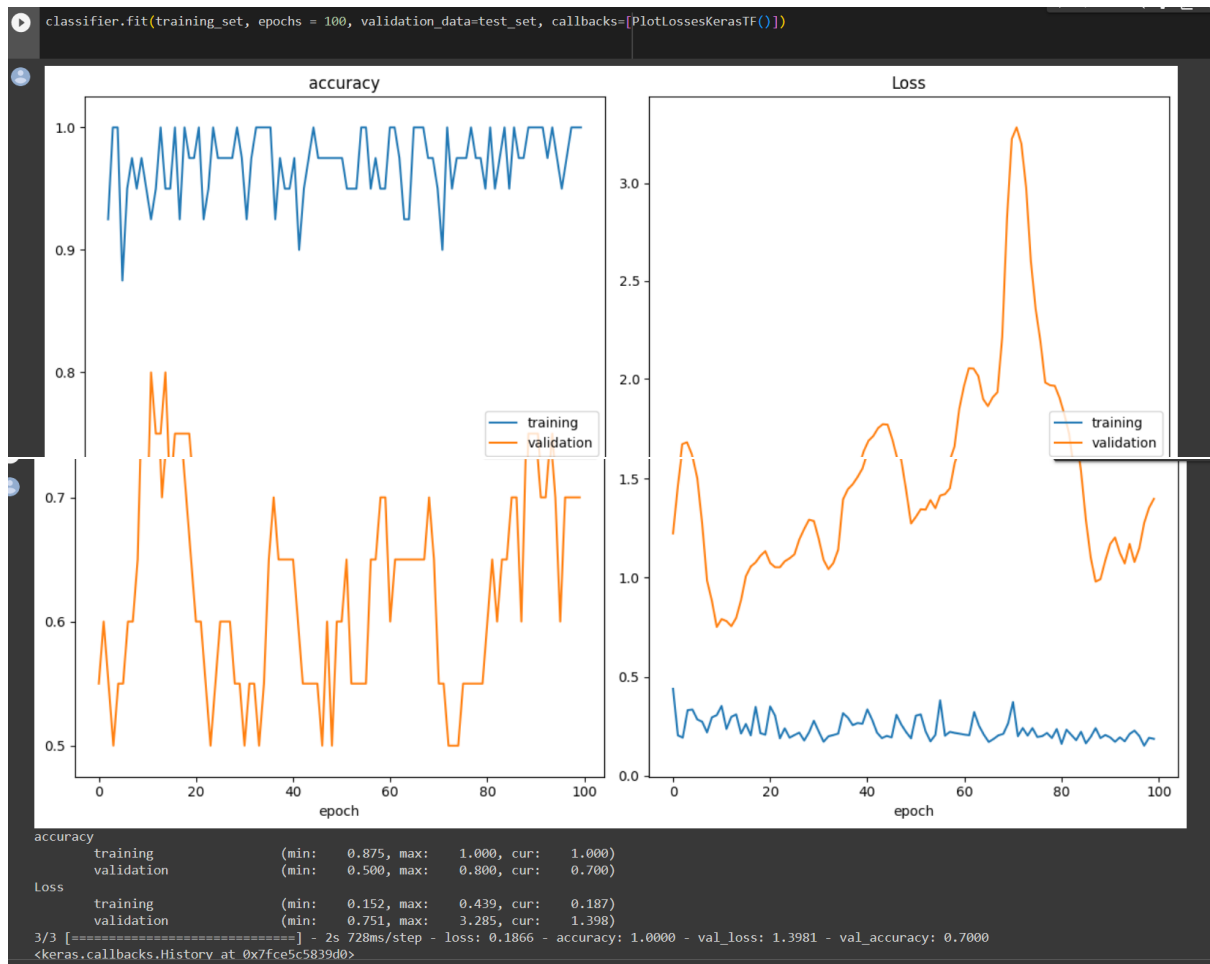 classifier.fit(training_set, epochs = 100, validation_data=test_set, callbacks=[PlotLossesKerasTF()])
accuracy
Loss
1.0
0.9
0.8
training
validation
3.0
2.5
2.0
training
validation
0.7
0.6
0.5
0 20 40 60 80 100
epoch
1.5
1.0
0.5
0.0
0 20 40 60 80 100
epoch
accuracy
training (min: 0.875, max: 1.000, cur: 1.000)
validation (min: 0.500, max: 0.800, cur: 0.700)
Loss
training (min: 0.152, max: 0.439, cur: 0.187)
validation (min: 0.751, max: 3.285, cur: 1.398)
3/3 [==============================] - 2s 728ms/step - loss: 0.1866 - accuracy: 1.0000 - val_loss: 1.3981 - val_accuracy: 0.7000
<keras.callbacks.History at 0x7fce5c5839d0>